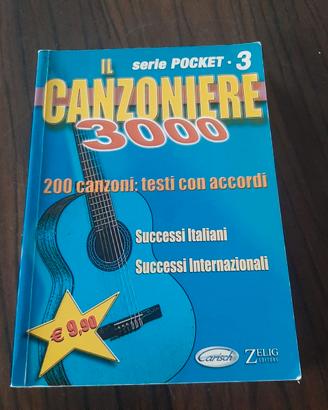 serie POCKET • 3
IL
CANZONIERE
3000
200 canzoni: testi con accordi
Successi Italiani
Successi Internazionali
€ 9,90
Carisch
ZELIG
EDITORE